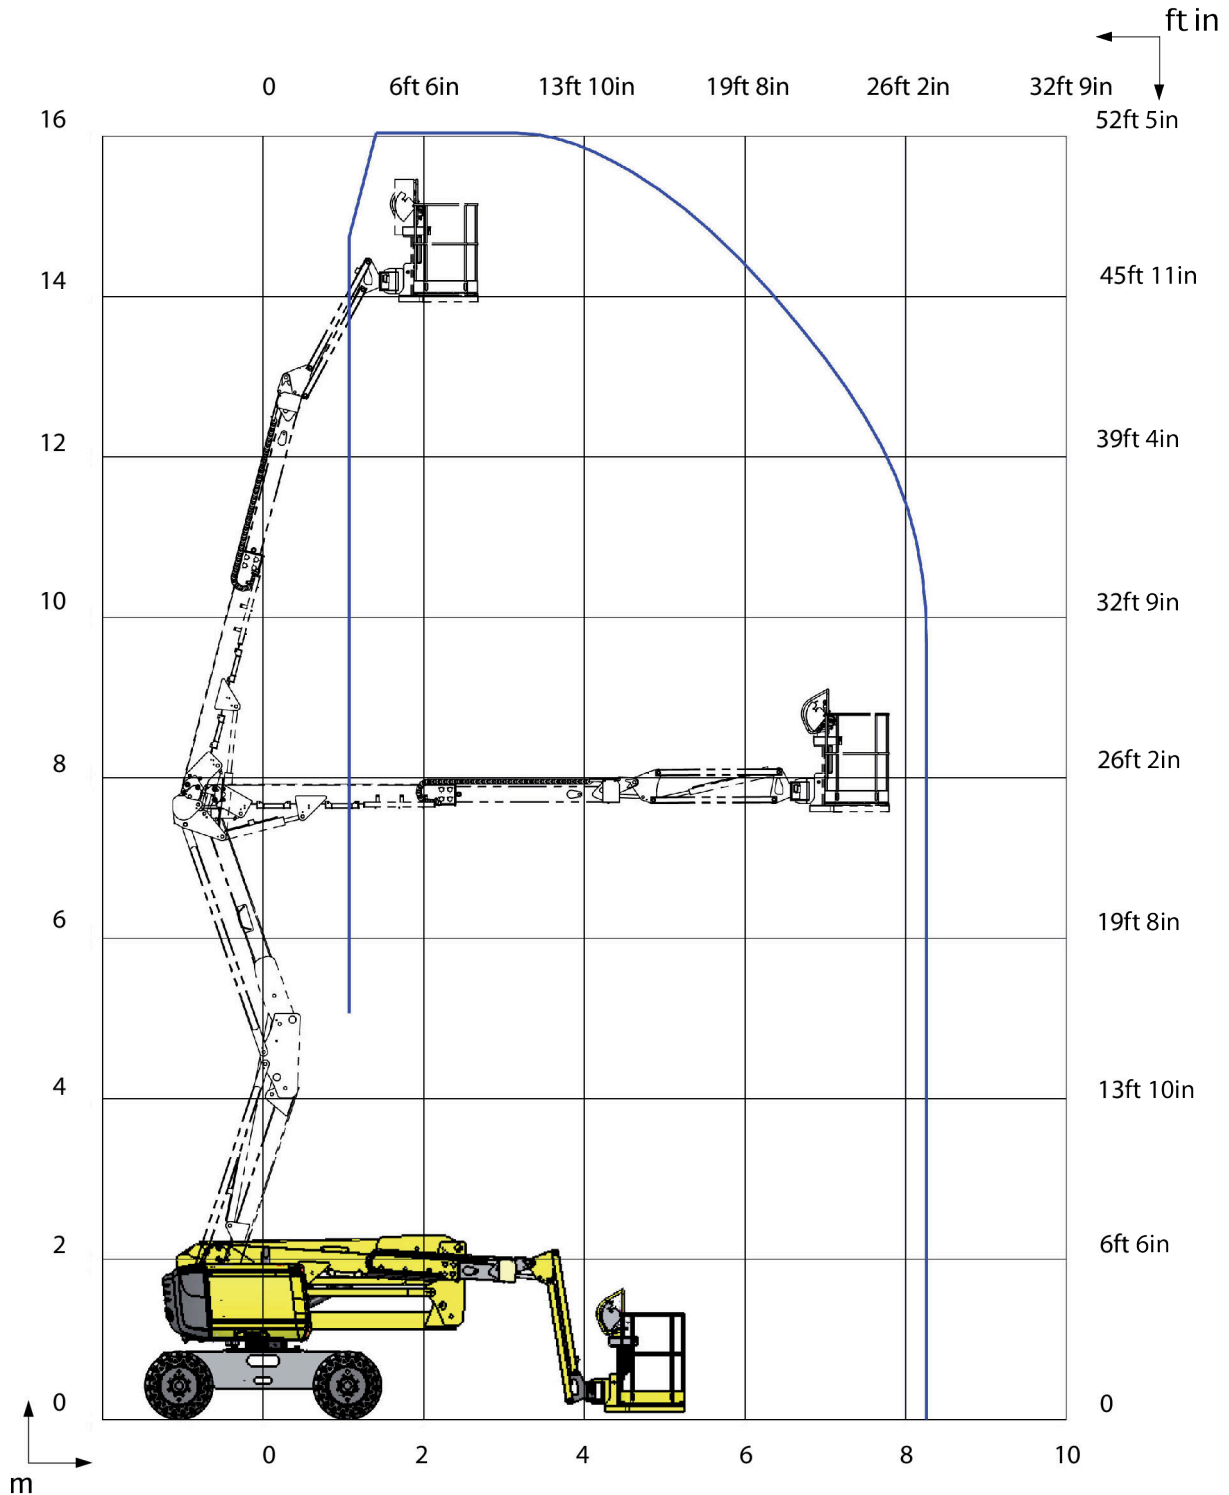 ft in
0 6ft 6in 13ft 10in 19ft 8in 26ft 2in 32ft 9in
16 52ft 5in
14 45ft 11in
12 39ft 4in
10 32ft 9in
8 26ft 2in
6 19ft 8in
4 13ft 10in
2 6ft 6in
0 0
0 2 4 6 8 10
m